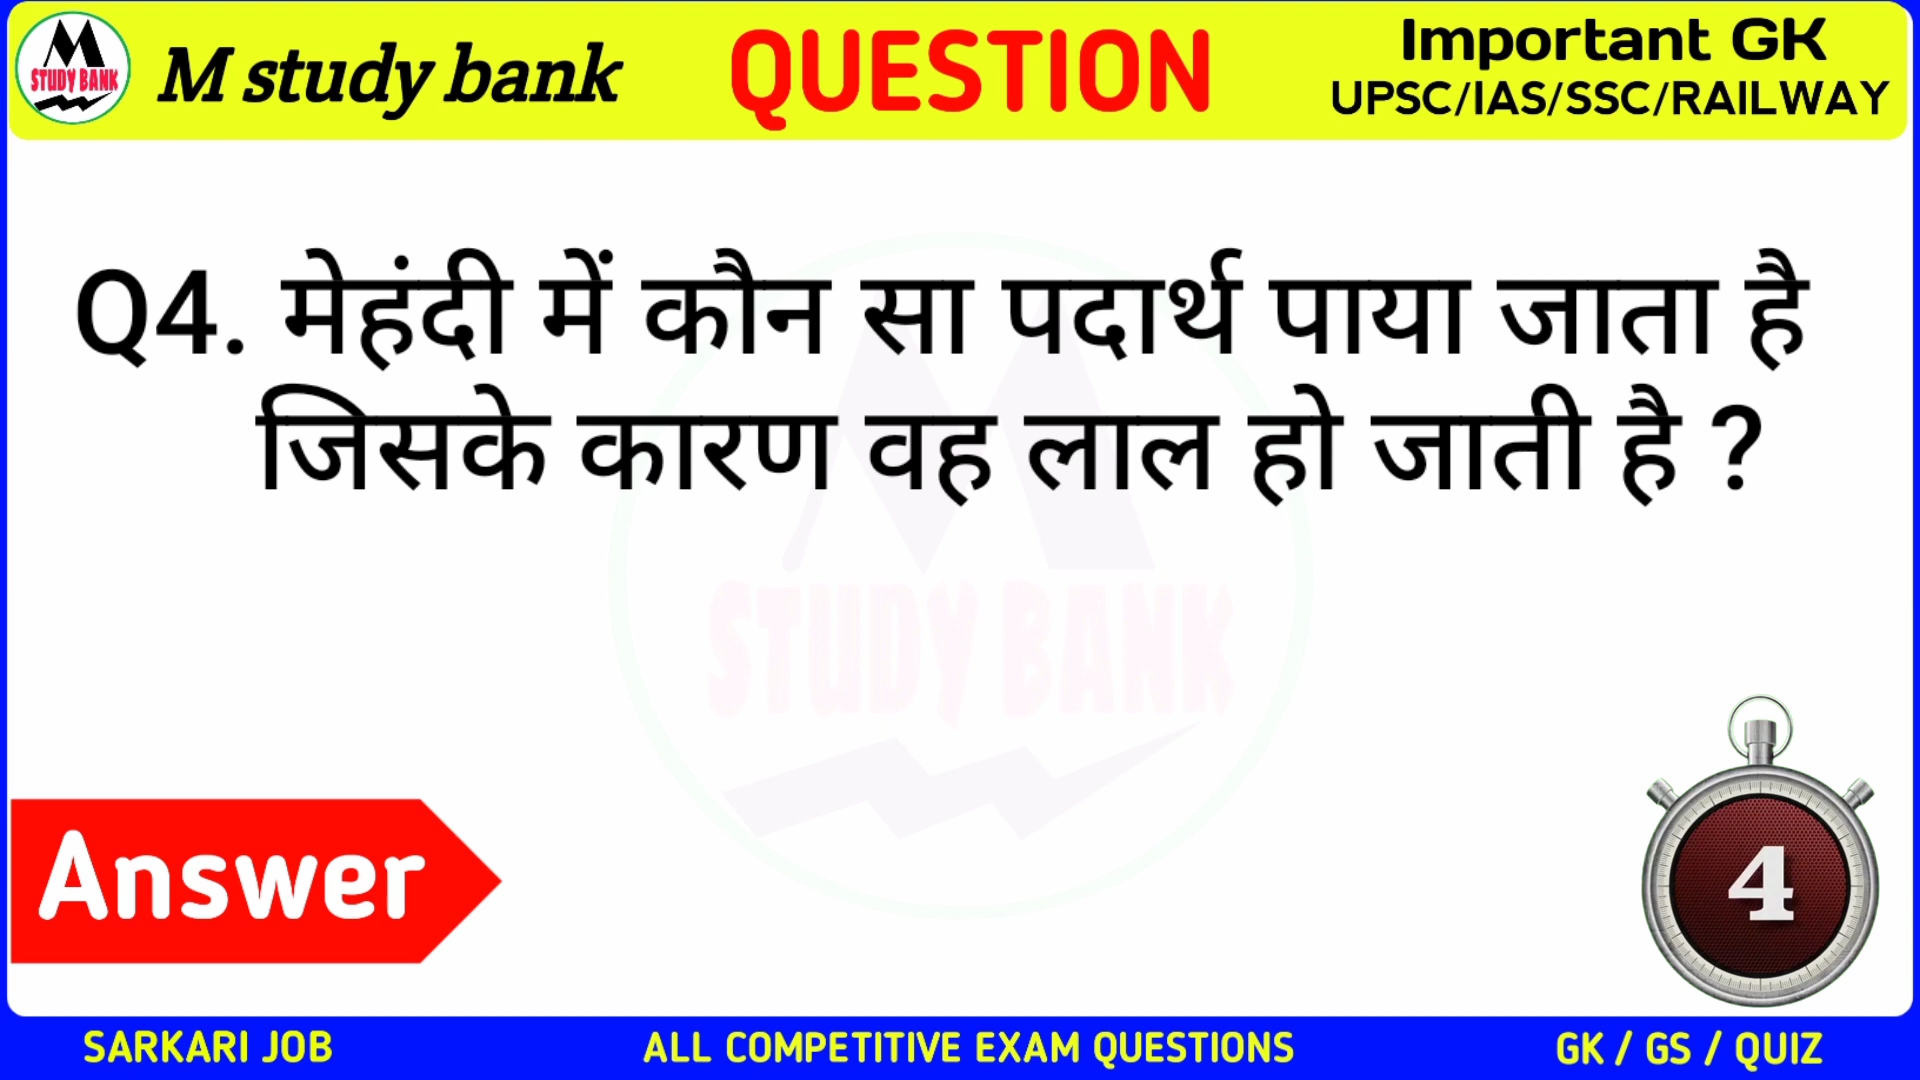 M
STUDY BANK
M study bank
QUESTION
Important GK
UPSC/IAS/SSC/RAILWAY
Q4. मेहंदी में कौन सा पदार्थ पाया जाता है
जिसके कारण वह लाल हो जाती है ?
M
STUDY BANK
Answer
4
SARKARI JOB
ALL COMPETITIVE EXAM QUESTIONS
GK / GS / QUIZ